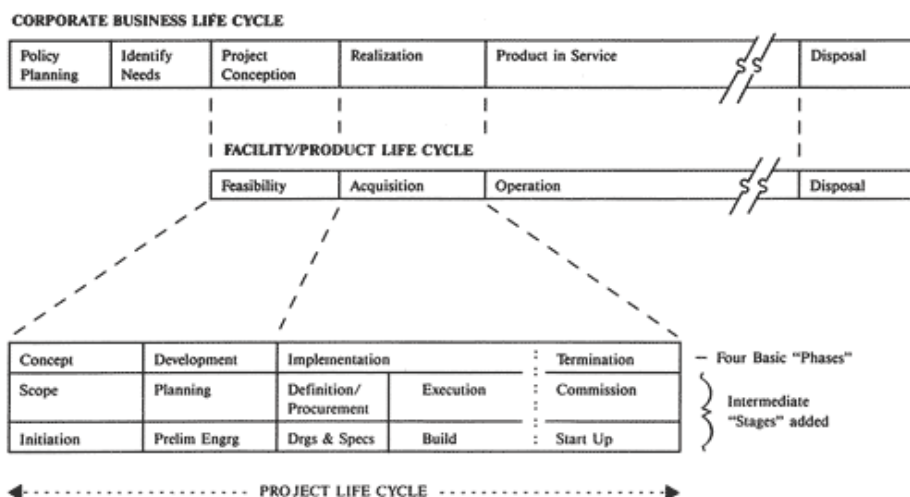 CORPORATE BUSINESS LIFE CYCLE
Policy Planning
Identify Needs
Project Conception
Realization
Product in Service
Disposal
FACILITY/PRODUCT LIFE CYCLE
Feasibility
Acquisition
Operation
Disposal
Concept
Development
Implementation
Termination
– Four Basic “Phases”
Scope
Planning
Definition/
Procurement
Execution
Commission
Intermediate
“Stages” added
Initiation
Prelim Engrg
Drgs & Specs
Build
Start Up
PROJECT LIFE CYCLE